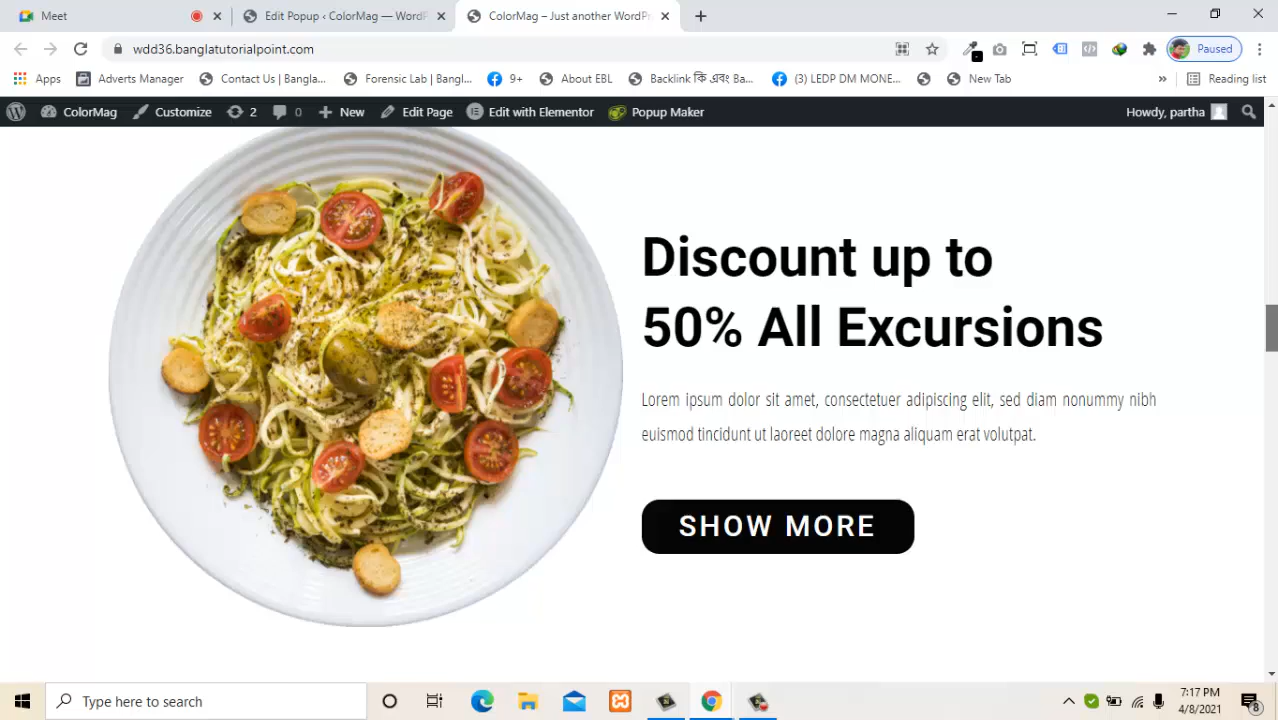 Meet
Edit Popup ‹ ColorMag — WordP
ColorMag – Just another WordPr
wdd36.banglatutorialpoint.com
Paused
Apps
Adverts Manager
Contact Us | Bangla...
Forensic Lab | Bangl...
9+
About EBL
Backlink কি এবং Ba...
(3) LEDP DM MONE...
New Tab
»
Reading list
ColorMag
Customize
2
0
New
Edit Page
Edit with Elementor
Popup Maker
Howdy, partha
Discount up to
50% All Excursions
Lorem ipsum dolor sit amet, consectetuer adipiscing elit, sed diam nonummy nibh
euismod tincidunt ut laoreet dolore magna aliquam erat volutpat.
SHOW MORE
Type here to search
7:17 PM
4/8/2021
8